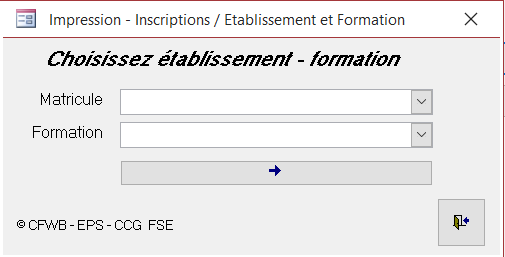 Impression - Inscriptions / Etablissement et Formation
Choisissez établissement - formation
Matricule
Formation
© CFWB - EPS - CCG FSE